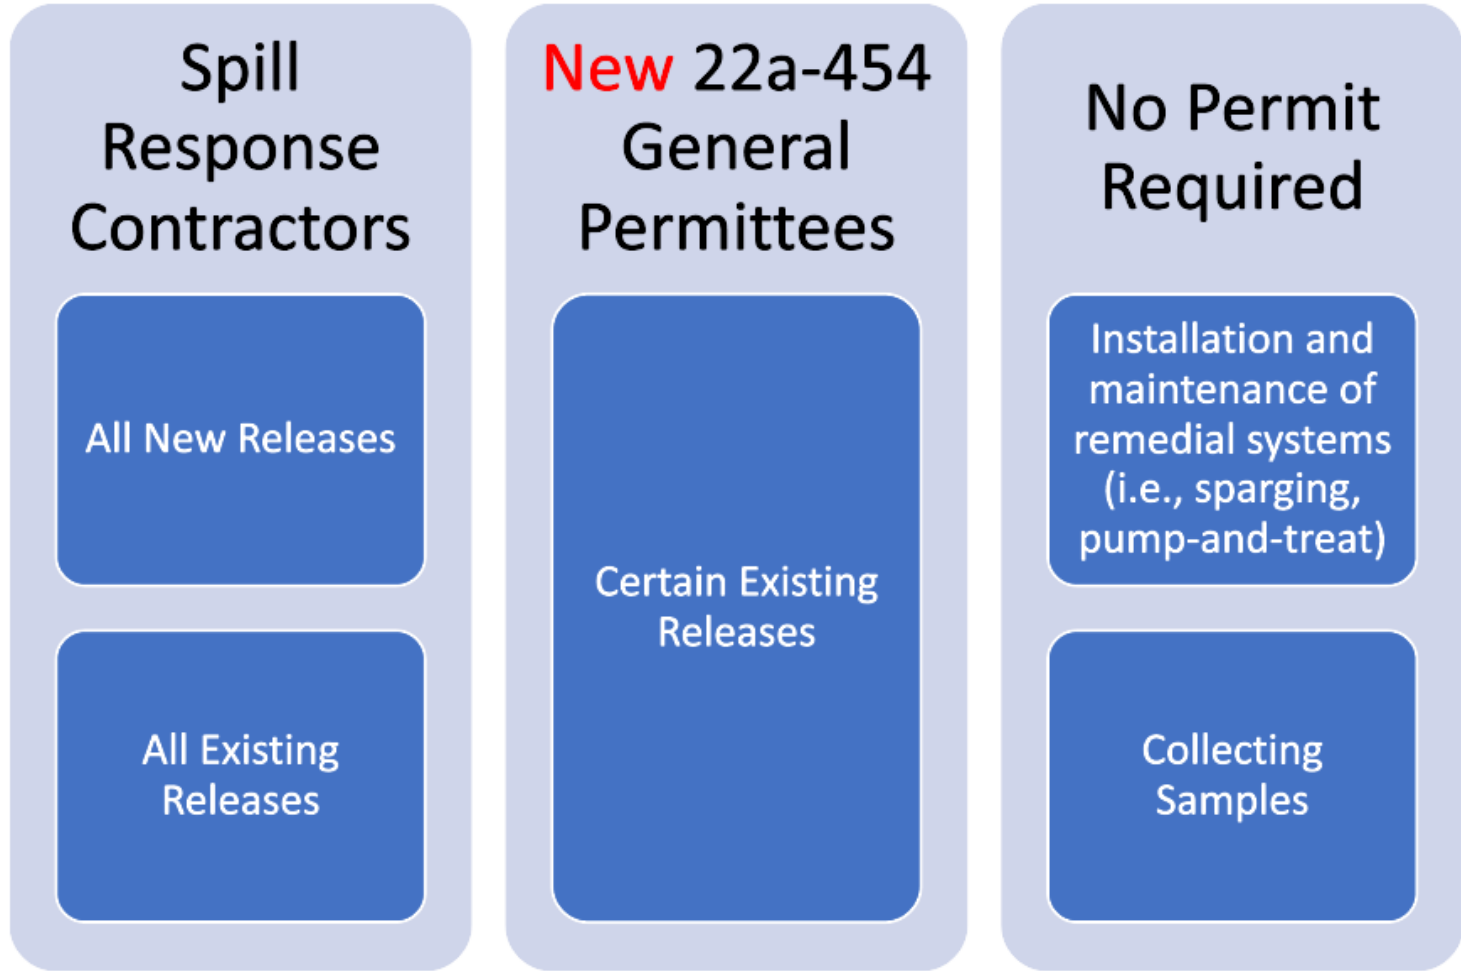 Spill
Response
Contractors
All New Releases
All Existing
Releases
New 22a-454
General
Permittees
Certain Existing
Releases
No Permit
Required
Installation and
maintenance of
remedial systems
(i.e., sparging,
pump-and-treat)
Collecting
Samples